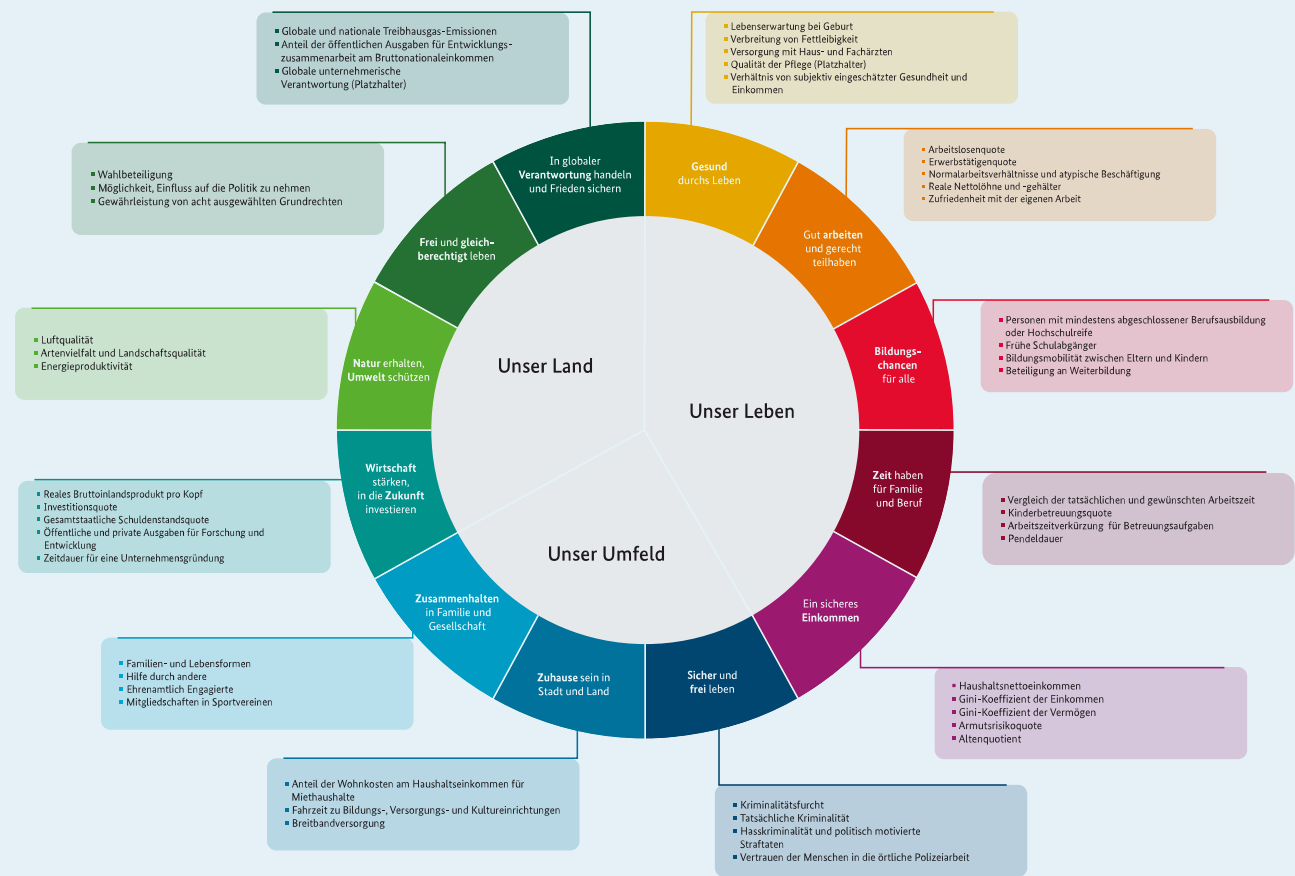 Globale und nationale Treibhausgas-Emissionen
Anteil der öffentlichen Ausgaben für Entwicklungs-
zusammenarbeit am Bruttonationaleinkommen
Globale unternehmerische
Verantwortung (Platzhalter)
Lebenserwartung bei Geburt
Verbreitung von Fettleibigkeit
Versorgung mit Haus- und Fachärzten
Qualität der Pflege (Platzhalter)
Verhältnis von subjektiv eingeschätzter Gesundheit und
Einkommen
Wahlbeteiligung
Möglichkeit, Einfluss auf die Politik zu nehmen
Gewährleistung von acht ausgewählten Grundrechten
Arbeitslosenquote
Erwerbstätigenquote
Normalarbeitsverhältnisse und atypische Beschäftigung
Reale Nettolöhne und -gehälter
Zufriedenheit mit der eigenen Arbeit
In globaler
Verantwortung handeln
und Frieden sichern
Gesund
durchs Leben
Frei und gleich-
berechtigt leben
Gut arbeiten
und gerecht
teilhaben
Luftqualität
Artenvielfalt und Landschaftsqualität
Energieproduktivität
Natur erhalten,
Umwelt schützen
Unser Land
Unser Leben
Bildungs-
chancen
für alle
Personen mit mindestens abgeschlossener Berufsausbildung
oder Hochschulreife
Frühe Schulabgänger
Bildungsmobilität zwischen Eltern und Kindern
Beteiligung an Weiterbildung
Reales Bruttoinlandsprodukt pro Kopf
Investitionsquote
Gesamtstaatliche Schuldenstandsquote
Öffentliche und private Ausgaben für Forschung und
Entwicklung
Zeitdauer für eine Unternehmensgründung
Wirtschaft
stärken,
in die Zukunft
investieren
Unser Umfeld
Zeit haben
für Familie
und Beruf
Vergleich der tatsächlichen und gewünschten Arbeitszeit
Kinderbetreuungsquote
Arbeitszeitverkürzung für Betreuungsaufgaben
Pendeldauer
Zusammenhalten
in Familie und
Gesellschaft
Ein sicheres
Einkommen
Familien- und Lebensformen
Hilfe durch andere
Ehrenamtlich Engagierte
Mitgliedschaften in Sportvereinen
Zuhause sein in
Stadt und Land
Sicher und
frei leben
Haushaltsnettoeinkommen
Gini-Koeffizient der Einkommen
Gini-Koeffizient der Vermögen
Armutsrisikoquote
Altenquotient
Anteil der Wohnkosten am Haushaltseinkommen für
Miethaushalte
Fahrzeit zu Bildungs-, Versorgungs- und Kultureinrichtungen
Breitbandversorgung
Kriminalitätsfurcht
Tatsächliche Kriminalität
Hasskriminalität und politisch motivierte
Straftaten
Vertrauen der Menschen in die örtliche Polizeiarbeit